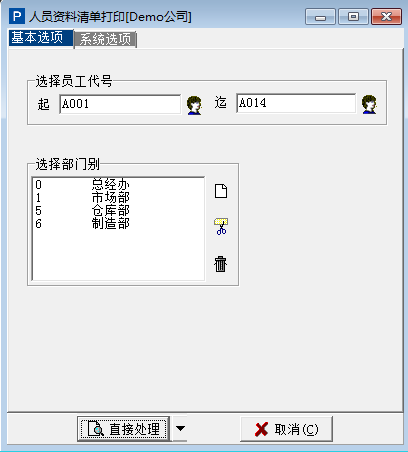 P 人员资料清单打印[Demo公司]
基本选项 系统选项
选择员工代号
起 A001 迄 A014
选择部门别
0 总经办
1 市场部
5 仓库部
6 制造部
直接处理 取消(C)